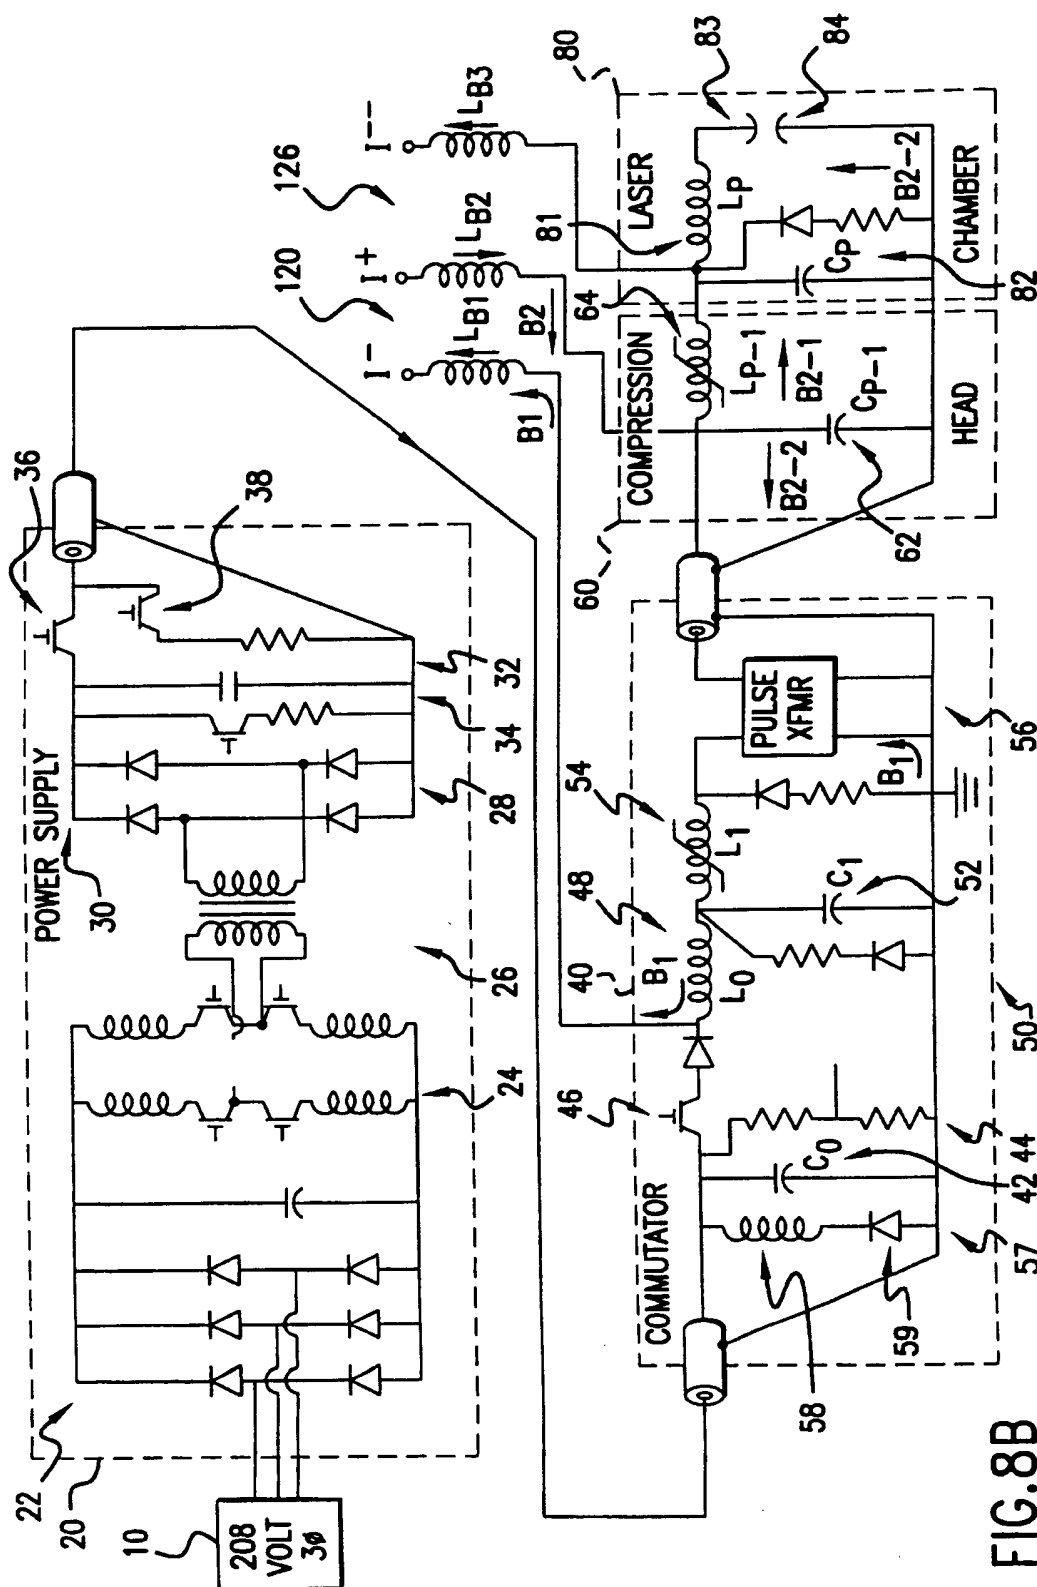 10
208
VOLT
3ø
20
22
POWER SUPPLY
24
26
28
30
32
34
36
38
COMMUTATOR
40
42
44
46
48
50
52
54
56
57
58
59
C0
L0
C1
L1
B1
B1
PULSE
XFMR
60
COMPRESSION
HEAD
62
64
LP-1
CP-1
B2-1
B2-2
80
LASER
CHAMBER
81
82
83
84
LP
CP
B2-2
120
126
I-
I+
I--
LB1
LB2
LB3
B1
B2
FIG.8B